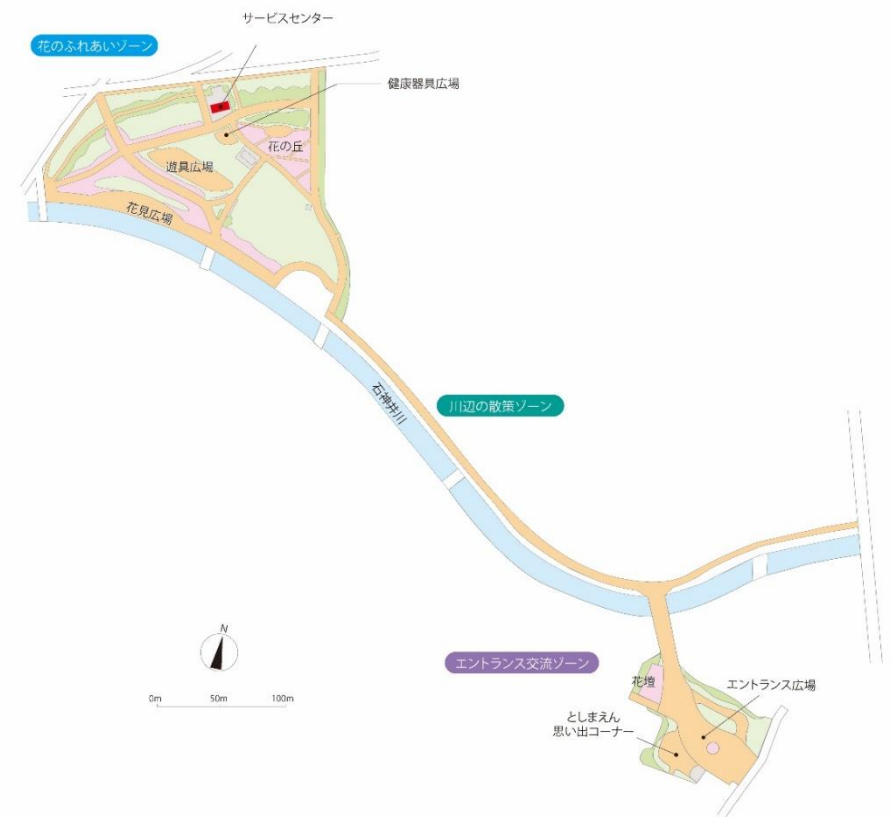 サービスセンター
花のふれあいゾーン
健康器具広場
花の丘
遊具広場
花見広場
石神井川
川辺の散策ゾーン
N
0m 50m 100m
エントランス交流ゾーン
花壇
エントランス広場
としまえん
思い出コーナー